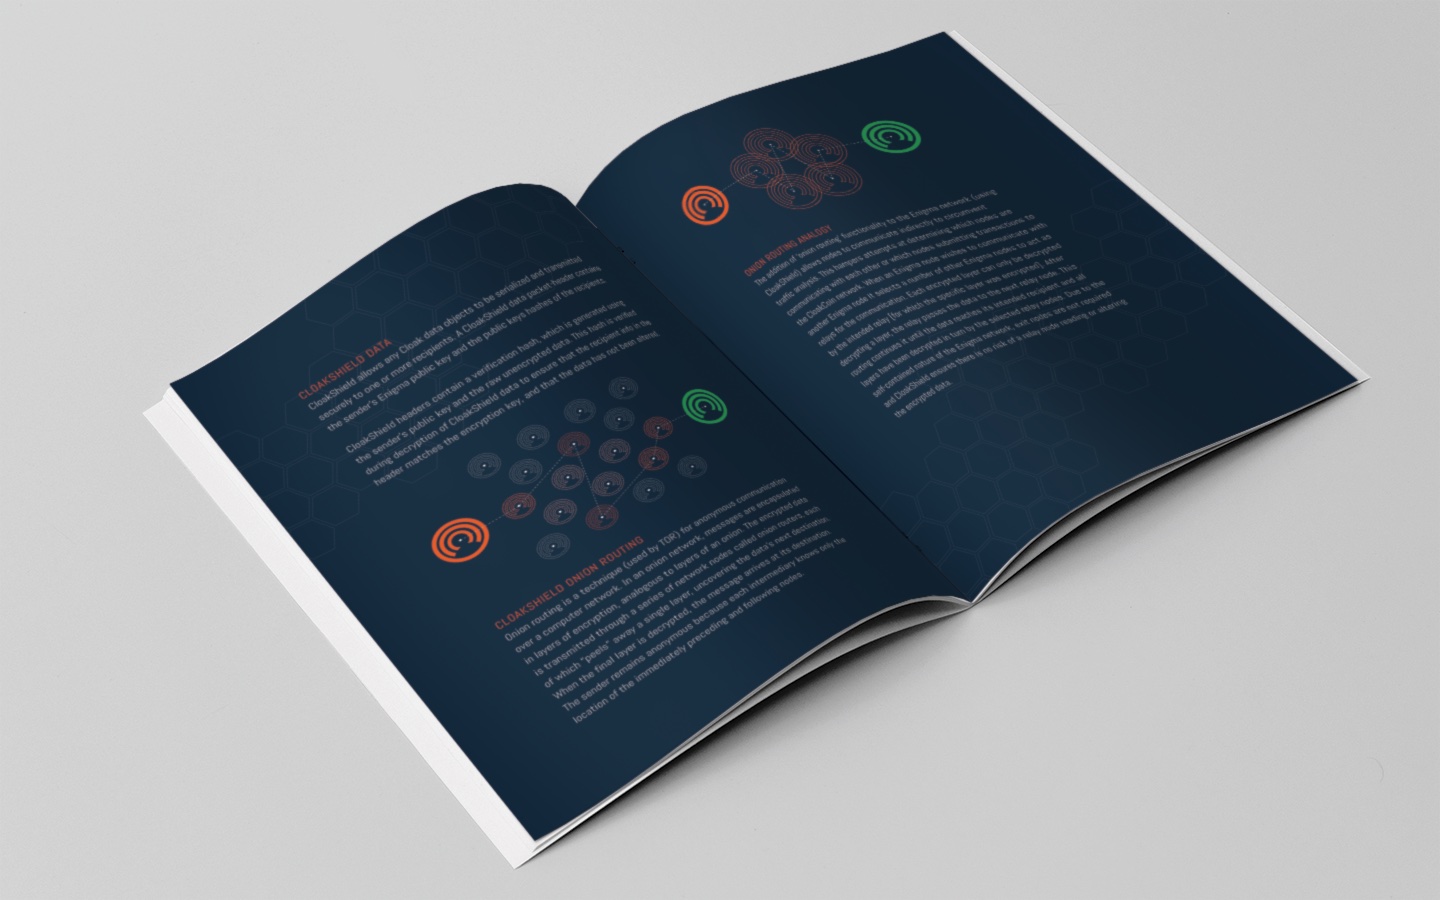 CLOAKSHIELD DATA
CloakShield allows any Cloak data objects to be serialized and transmitted
securely to one or more recipients. A CloakShield data packet header contains
the sender's Enigma public key and the public keys hashes of the recipients.
CloakShield headers contain a verification hash, which is generated using
the sender's public key and the raw unencrypted data. This hash is verified
during decryption of CloakShield data to ensure that the recipient info in the
header matches the encryption key, and that the data has not been altered.
CLOAKSHIELD ONION ROUTING
Onion routing is a technique (used by TOR) for anonymous communication
over a computer network. In an onion network, messages are encapsulated
in layers of encryption, analogous to layers of an onion. The encrypted data
is transmitted through a series of network nodes called onion routers, each
of which "peels" away a single layer, uncovering the data's next destination.
When the final layer is decrypted, the message arrives at its destination.
The sender remains anonymous because each intermediary knows only the
location of the immediately preceding and following nodes.
ONION ROUTING ANALOGY
The addition of 'onion routing' functionality to the Enigma network, (using
CloakShield) allows nodes to communicate indirectly to circumvent
traffic analysis. This hampers attempts at determining which nodes are
communicating with each other or which nodes submitting transactions to
the CloakCoin network. When an Enigma node wishes to communicate with
another Enigma node it selects a number of other Enigma nodes to act as
relays for the communication. Each encrypted layer can only be decrypted
by the intended relay (for which the specific layer was encrypted). After
decrypting a layer, the relay passes the data to the next relay node. This
routing continues until the data reaches its intended recipient and all
layers have been decrypted in turn by the selected relay nodes. Due to the
self-contained nature of the Enigma network, exit nodes are not required
and CloakShield ensures there is no risk of a rogue node reading or altering
the encrypted data.